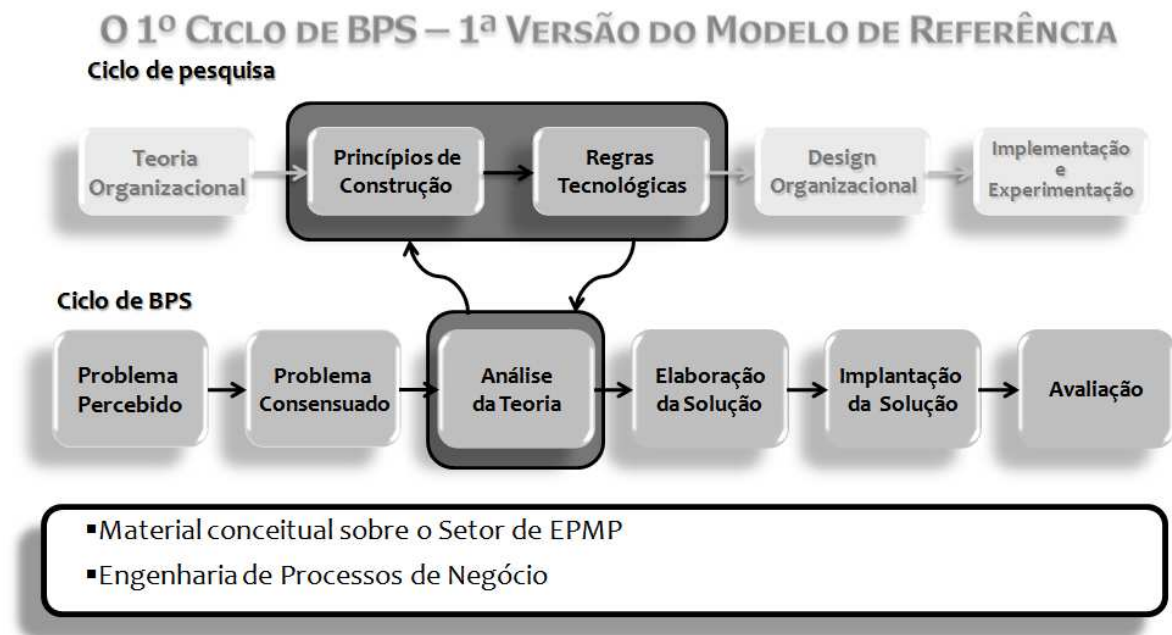 O 1º CICLO DE BPS – 1ª VERSÃO DO MODELO DE REFERÊNCIA
Ciclo de pesquisa
Teoria
Organizacional
Princípios de
Construção
Regras
Tecnológicas
Design
Organizacional
Implementação
e
Experimentação
Ciclo de BPS
Problema
Percebido
Problema
Consensuado
Análise
da Teoria
Elaboração
da Solução
Implantação
da Solução
Avaliação
▪Material conceitual sobre o Setor de EPMP
▪Engenharia de Processos de Negócio